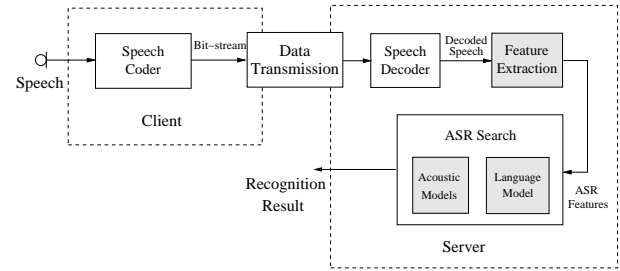 Speech
Speech
Coder
Bit-stream
Client
Data
Transmission
Speech
Decoder
Decoded
Speech
Feature
Extraction
ASR Search
Acoustic
Models
Language
Model
ASR
Features
Recognition
Result
Server